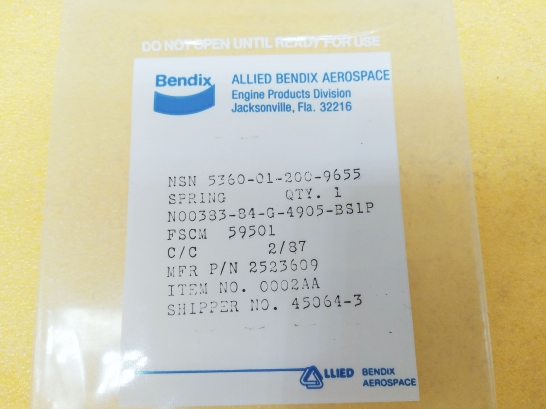 DO NOT OPEN UNTIL READY FOR USE
Bendix
ALLIED BENDIX AEROSPACE
Engine Products Division
Jacksonville, Fla. 32216
NSN 5360-01-200-9655
SPRING QTY. 1
N00383-84-G-4905-BS1P
FSCM 59501
C/C 2/87
MFR P/N 2523609
ITEM NO. 0002AA
SHIPPER NO. 45064-3
ALLIED BENDIX
AEROSPACE